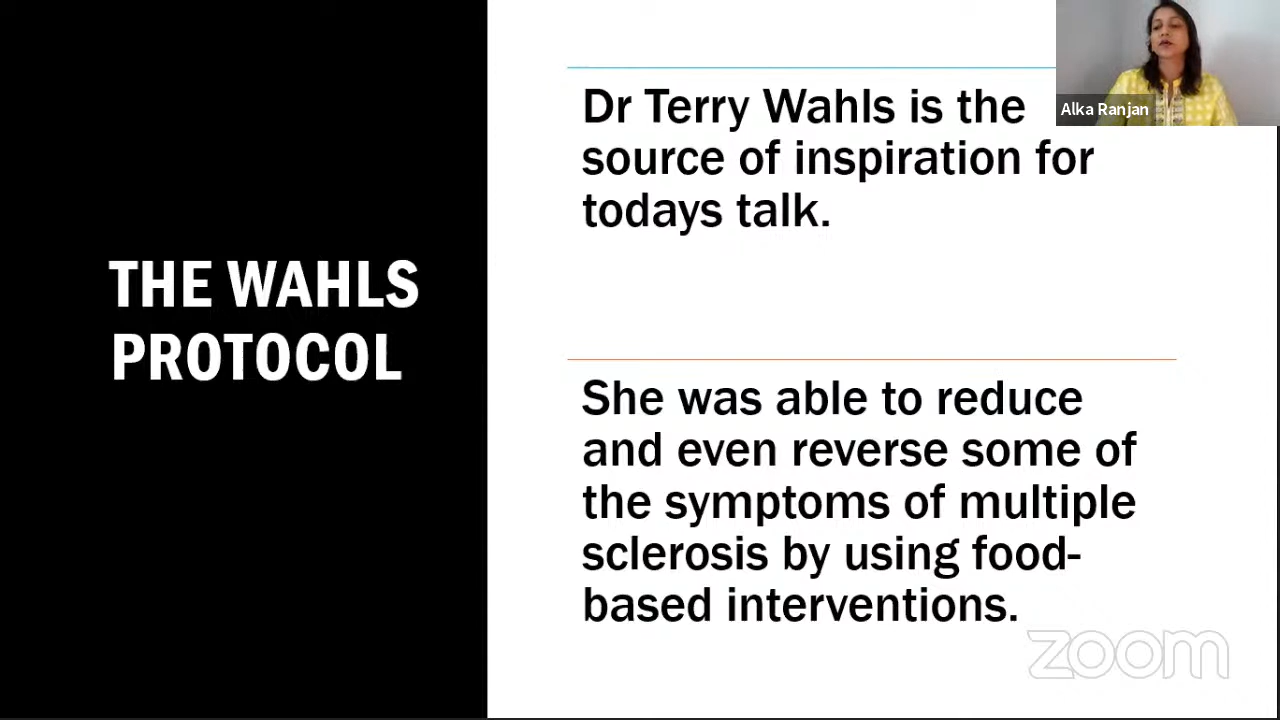 THE WAHLS
PROTOCOL
Dr Terry Wahls is the
source of inspiration for
todays talk.
She was able to reduce
and even reverse some of
the symptoms of multiple
sclerosis by using food-
based interventions.
Alka Ranjan
zoom